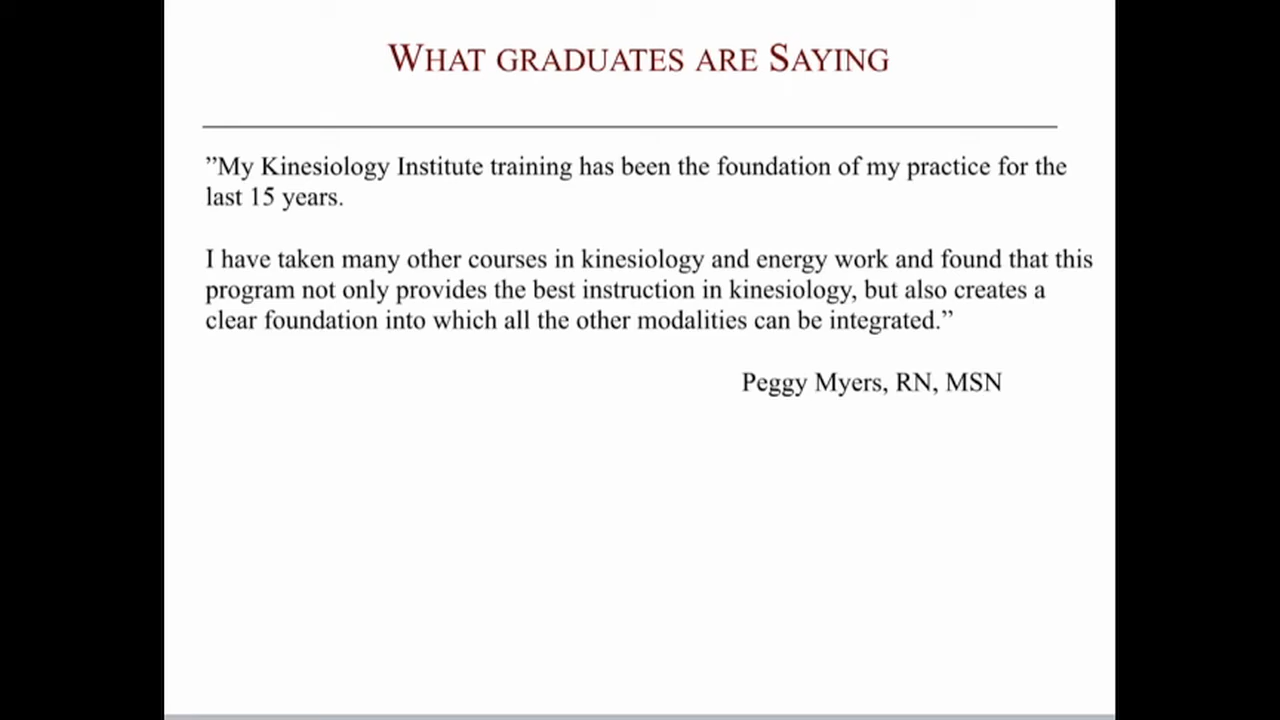 WHAT GRADUATES ARE SAYING
”My Kinesiology Institute training has been the foundation of my practice for the
last 15 years.
I have taken many other courses in kinesiology and energy work and found that this
program not only provides the best instruction in kinesiology, but also creates a
clear foundation into which all the other modalities can be integrated.”
Peggy Myers, RN, MSN